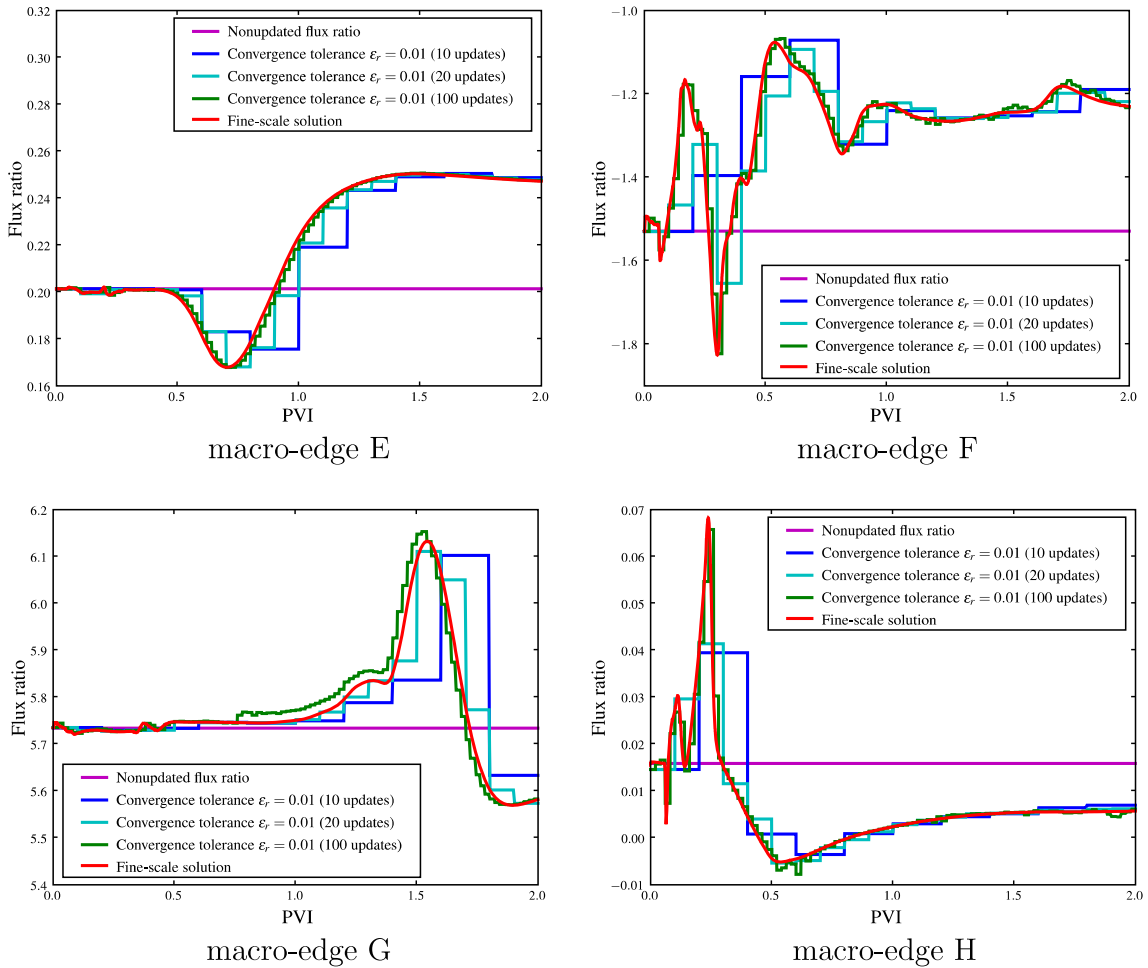 0.32
0.30
0.28
0.26
0.24
0.22
0.20
0.18
0.16
Flux ratio
Nonupdated flux ratio
Convergence tolerance εr = 0.01 (10 updates)
Convergence tolerance εr = 0.01 (20 updates)
Convergence tolerance εr = 0.01 (100 updates)
Fine-scale solution
0.0 0.5 1.0 1.5 2.0
PVI
macro-edge E
−1.0
−1.2
−1.4
−1.6
−1.8
Flux ratio
Nonupdated flux ratio
Convergence tolerance εr = 0.01 (10 updates)
Convergence tolerance εr = 0.01 (20 updates)
Convergence tolerance εr = 0.01 (100 updates)
Fine-scale solution
0.0 0.5 1.0 1.5 2.0
PVI
macro-edge F
6.2
6.1
6.0
5.9
5.8
5.7
5.6
5.5
5.4
Flux ratio
Nonupdated flux ratio
Convergence tolerance εr = 0.01 (10 updates)
Convergence tolerance εr = 0.01 (20 updates)
Convergence tolerance εr = 0.01 (100 updates)
Fine-scale solution
0.0 0.5 1.0 1.5 2.0
PVI
macro-edge G
0.07
0.06
0.05
0.04
0.03
0.02
0.01
0.00
−0.01
Flux ratio
Nonupdated flux ratio
Convergence tolerance εr = 0.01 (10 updates)
Convergence tolerance εr = 0.01 (20 updates)
Convergence tolerance εr = 0.01 (100 updates)
Fine-scale solution
0.0 0.5 1.0 1.5 2.0
PVI
macro-edge H